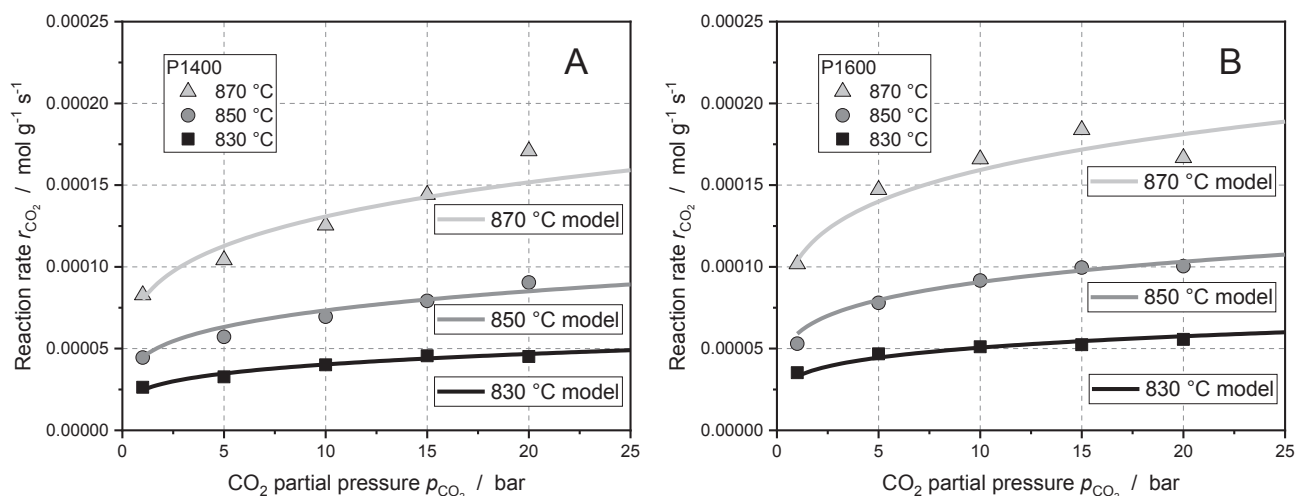 0.00025
0.00020
0.00015
0.00010
0.00005
0.00000
Reaction rate r_CO₂ / mol g⁻¹ s⁻¹
P1400
870 °C
850 °C
830 °C
A
870 °C model
850 °C model
830 °C model
0 5 10 15 20 25
CO₂ partial pressure p_CO₂ / bar
0.00025
0.00020
0.00015
0.00010
0.00005
0.00000
Reaction rate r_CO₂ / mol g⁻¹ s⁻¹
P1600
870 °C
850 °C
830 °C
B
870 °C model
850 °C model
830 °C model
0 5 10 15 20 25
CO₂ partial pressure p_CO₂ / bar